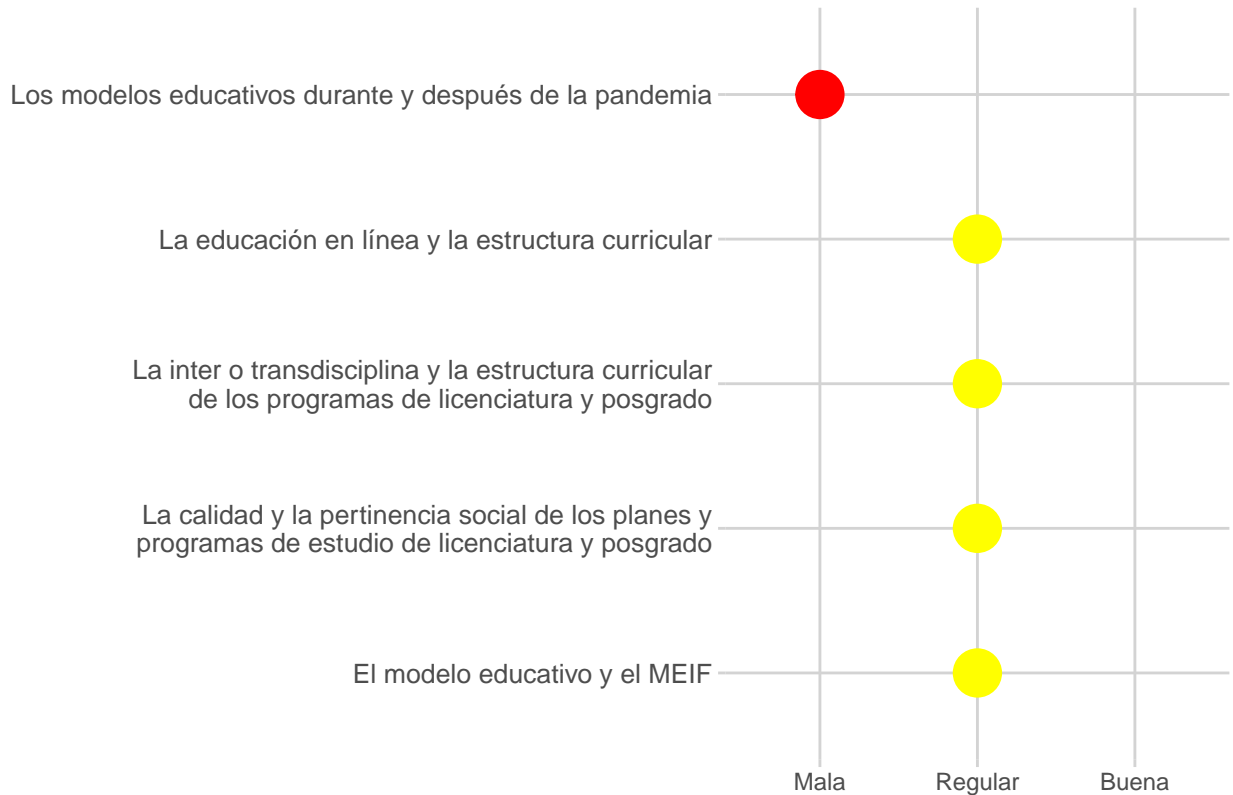 Los modelos educativos durante y después de la pandemia
La educación en línea y la estructura curricular
La inter o transdisciplina y la estructura curricular
de los programas de licenciatura y posgrado
La calidad y la pertinencia social de los planes y
programas de estudio de licenciatura y posgrado
El modelo educativo y el MEIF
Mala
Regular
Buena